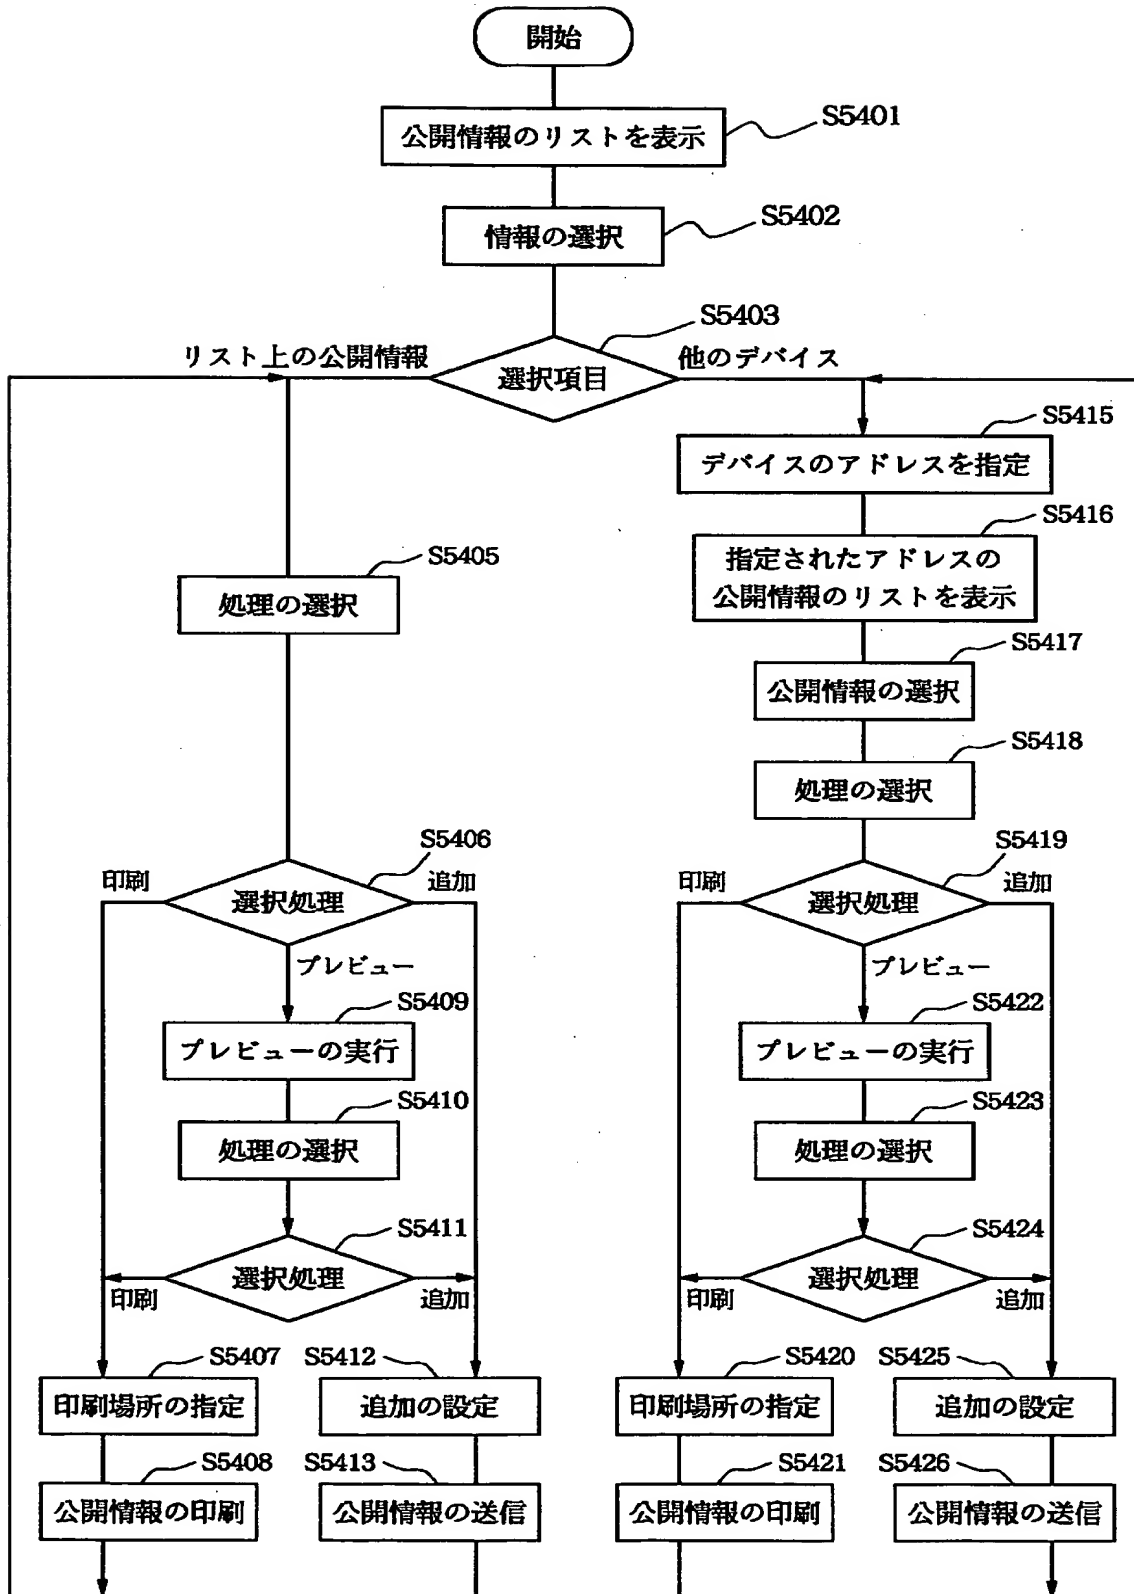 開始
公開情報のリストを表示
S5401
情報の選択
S5402
S5403
リスト上の公開情報
選択項目
他のデバイス
S5415
デバイスのアドレスを指定
S5416
指定されたアドレスの
公開情報のリストを表示
S5405
処理の選択
S5417
公開情報の選択
S5418
処理の選択
S5406
印刷
選択処理
追加
プレビュー
S5419
印刷
選択処理
追加
プレビュー
S5409
プレビューの実行
S5410
処理の選択
S5411
選択処理
印刷
追加
S5422
プレビューの実行
S5423
処理の選択
S5424
選択処理
印刷
追加
S5407
印刷場所の指定
S5412
追加の設定
S5420
印刷場所の指定
S5425
追加の設定
S5408
公開情報の印刷
S5413
公開情報の送信
S5421
公開情報の印刷
S5426
公開情報の送信